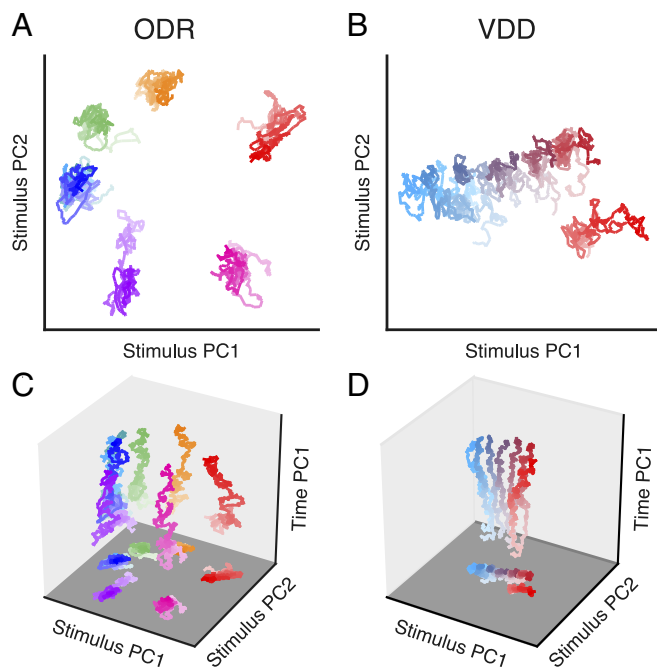 A
ODR
B
VDD
Stimulus PC2
Stimulus PC1
Stimulus PC2
Stimulus PC1
C
D
Time PC1
Stimulus PC1
Stimulus PC2
Time PC1
Stimulus PC1
Stimulus PC2